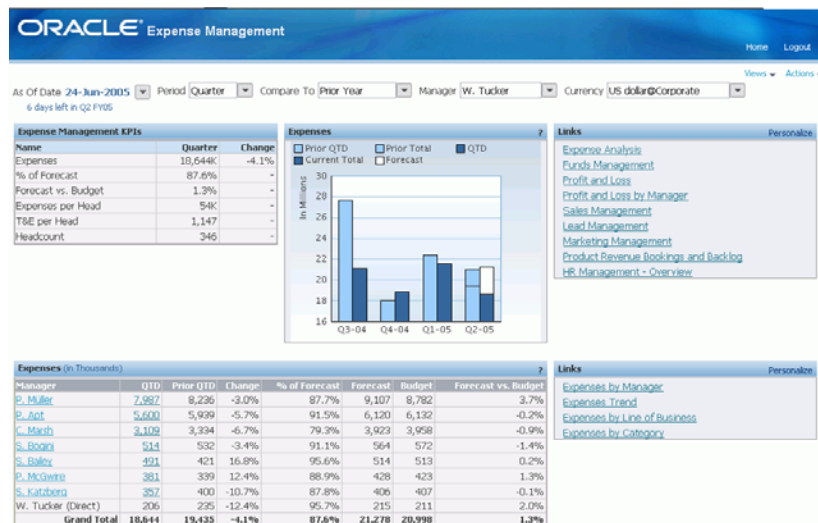 ORACLE Expense Management
Home Logout
Views Actions
As Of Date 24-Jun-2005 Period Quarter Compare To Prior Year Manager W. Tucker Currency US dollar@Corporate
6 days left in Q2 FY05
Expense Management KPIs
Name Quarter Change
Expenses 18,644K -4.1%
% of Forecast 87.6% -
Forecast vs. Budget 1.3% -
Expenses per Head 54K -
T&E per Head 1,147 -
Headcount 346 -
Expenses ?
Prior QTD Prior Total QTD
Current Total Forecast
In Millions
30
28
26
24
22
20
18
16
Q3-04 Q4-04 Q1-05 Q2-05
Links Personalize
Expense Analysis
Funds Management
Profit and Loss
Profit and Loss by Manager
Sales Management
Lead Management
Marketing Management
Product Revenue Bookings and Backlog
HR Management - Overview
Expenses (in Thousands) ?
Manager QTD Prior QTD Change % of Forecast Forecast Budget Forecast vs. Budget
P. Muller 7,987 8,236 -3.0% 87.7% 9,107 8,782 3.7%
P. Apt 5,600 5,939 -5.7% 91.5% 6,120 6,132 -0.2%
C. Marsh 3,109 3,334 -6.7% 79.3% 3,923 3,958 -0.9%
S. Bogini 514 532 -3.4% 91.1% 564 572 -1.4%
S. Bailey 491 421 16.8% 95.6% 514 513 0.2%
P. McGwire 381 339 12.4% 88.9% 428 423 1.3%
S. Katzberg 357 400 -10.7% 87.8% 406 407 -0.1%
W. Tucker (Direct) 206 235 -12.4% 95.7% 215 211 2.0%
Grand Total 18,644 19,435 -4.1% 87.6% 21,278 20,998 1.3%
Links Personalize
Expenses by Manager
Expenses Trend
Expenses by Line of Business
Expenses by Category